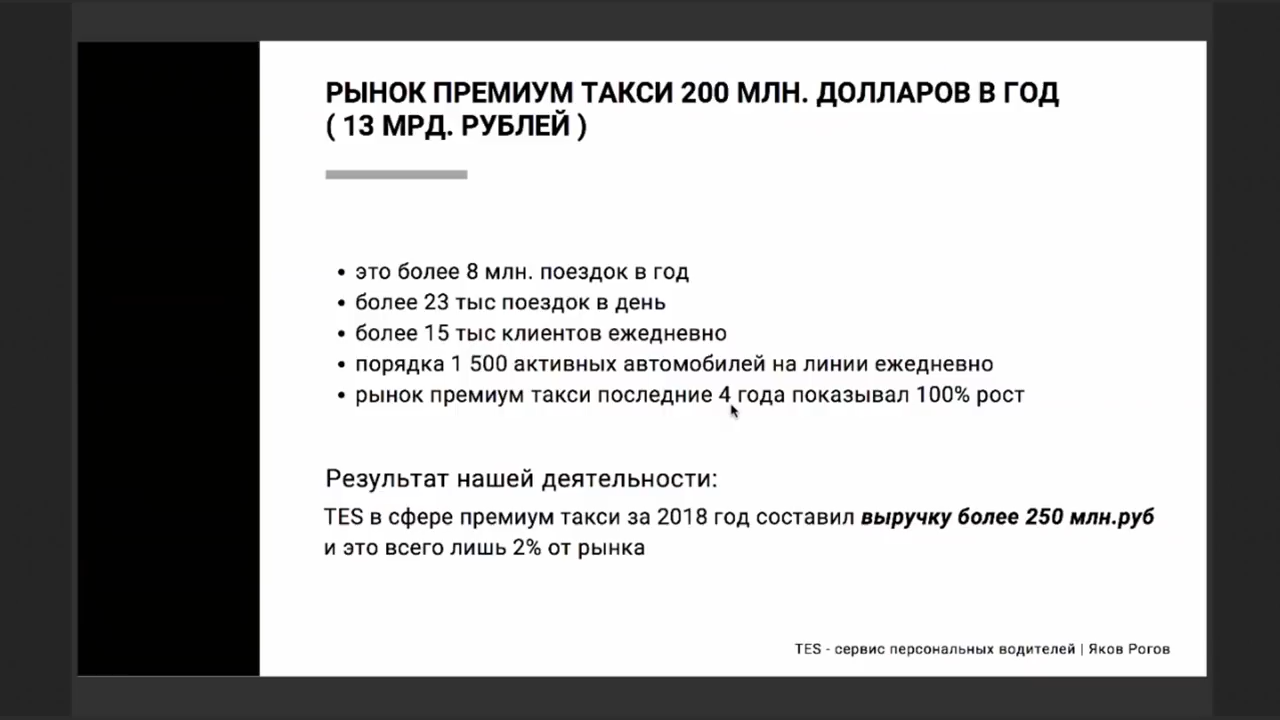 РЫНОК ПРЕМИУМ ТАКСИ 200 МЛН. ДОЛЛАРОВ В ГОД
( 13 МРД. РУБЛЕЙ )
• это более 8 млн. поездок в год
• более 23 тыс поездок в день
• более 15 тыс клиентов ежедневно
• порядка 1 500 активных автомобилей на линии ежедневно
• рынок премиум такси последние 4 года показывал 100% рост
Результат нашей деятельности:
TES в сфере премиум такси за 2018 год составил выручку более 250 млн.руб
и это всего лишь 2% от рынка
TES - сервис персональных водителей | Яков Рогов